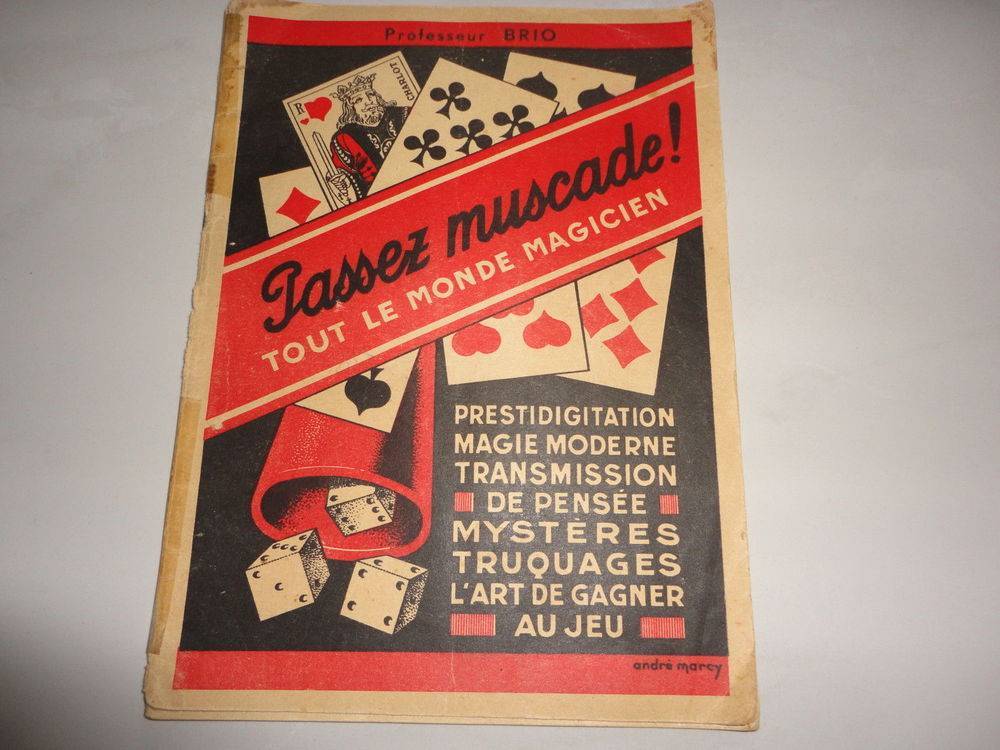 Professeur BRIO
R
CHARLOT
Passez muscade!
TOUT LE MONDE MAGICIEN
PRESTIDIGITATION
MAGIE MODERNE
TRANSMISSION
DE PENSÉE
MYSTÈRES
TRUQUAGES
L'ART DE GAGNER
AU JEU
andré marcy